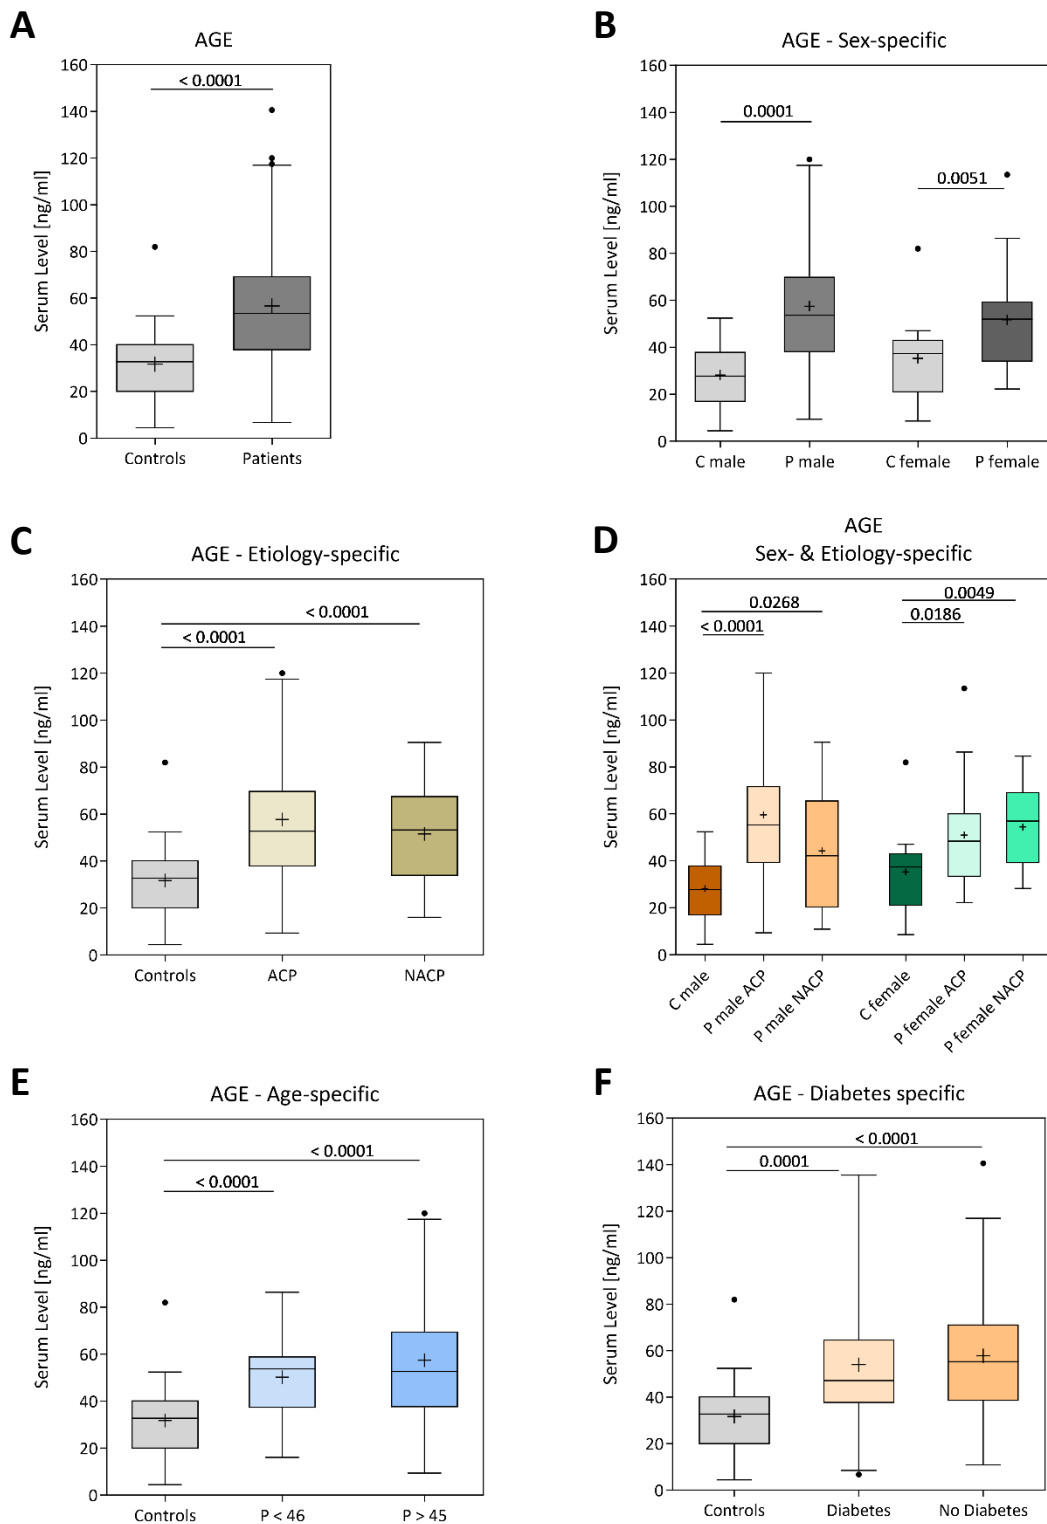 A
AGE
160
140
120
100
80
60
40
20
0
Serum Level [ng/ml]
< 0.0001
Controls Patients
B
AGE - Sex-specific
160
140
120
100
80
60
40
20
0
Serum Level [ng/ml]
0.0001
0.0051
C male P male C female P female
C
AGE - Etiology-specific
160
140
120
100
80
60
40
20
0
Serum Level [ng/ml]
< 0.0001
< 0.0001
Controls ACP NACP
D
AGE
Sex- & Etiology-specific
160
140
120
100
80
60
40
20
0
Serum Level [ng/ml]
0.0268
< 0.0001
0.0049
0.0186
C male
P male ACP
P male NACP
C female
P female ACP
P female NACP
E
AGE - Age-specific
160
140
120
100
80
60
40
20
0
Serum Level [ng/ml]
< 0.0001
< 0.0001
Controls P < 46 P > 45
F
AGE - Diabetes specific
160
140
120
100
80
60
40
20
0
Serum Level [ng/ml]
< 0.0001
0.0001
Controls Diabetes No Diabetes